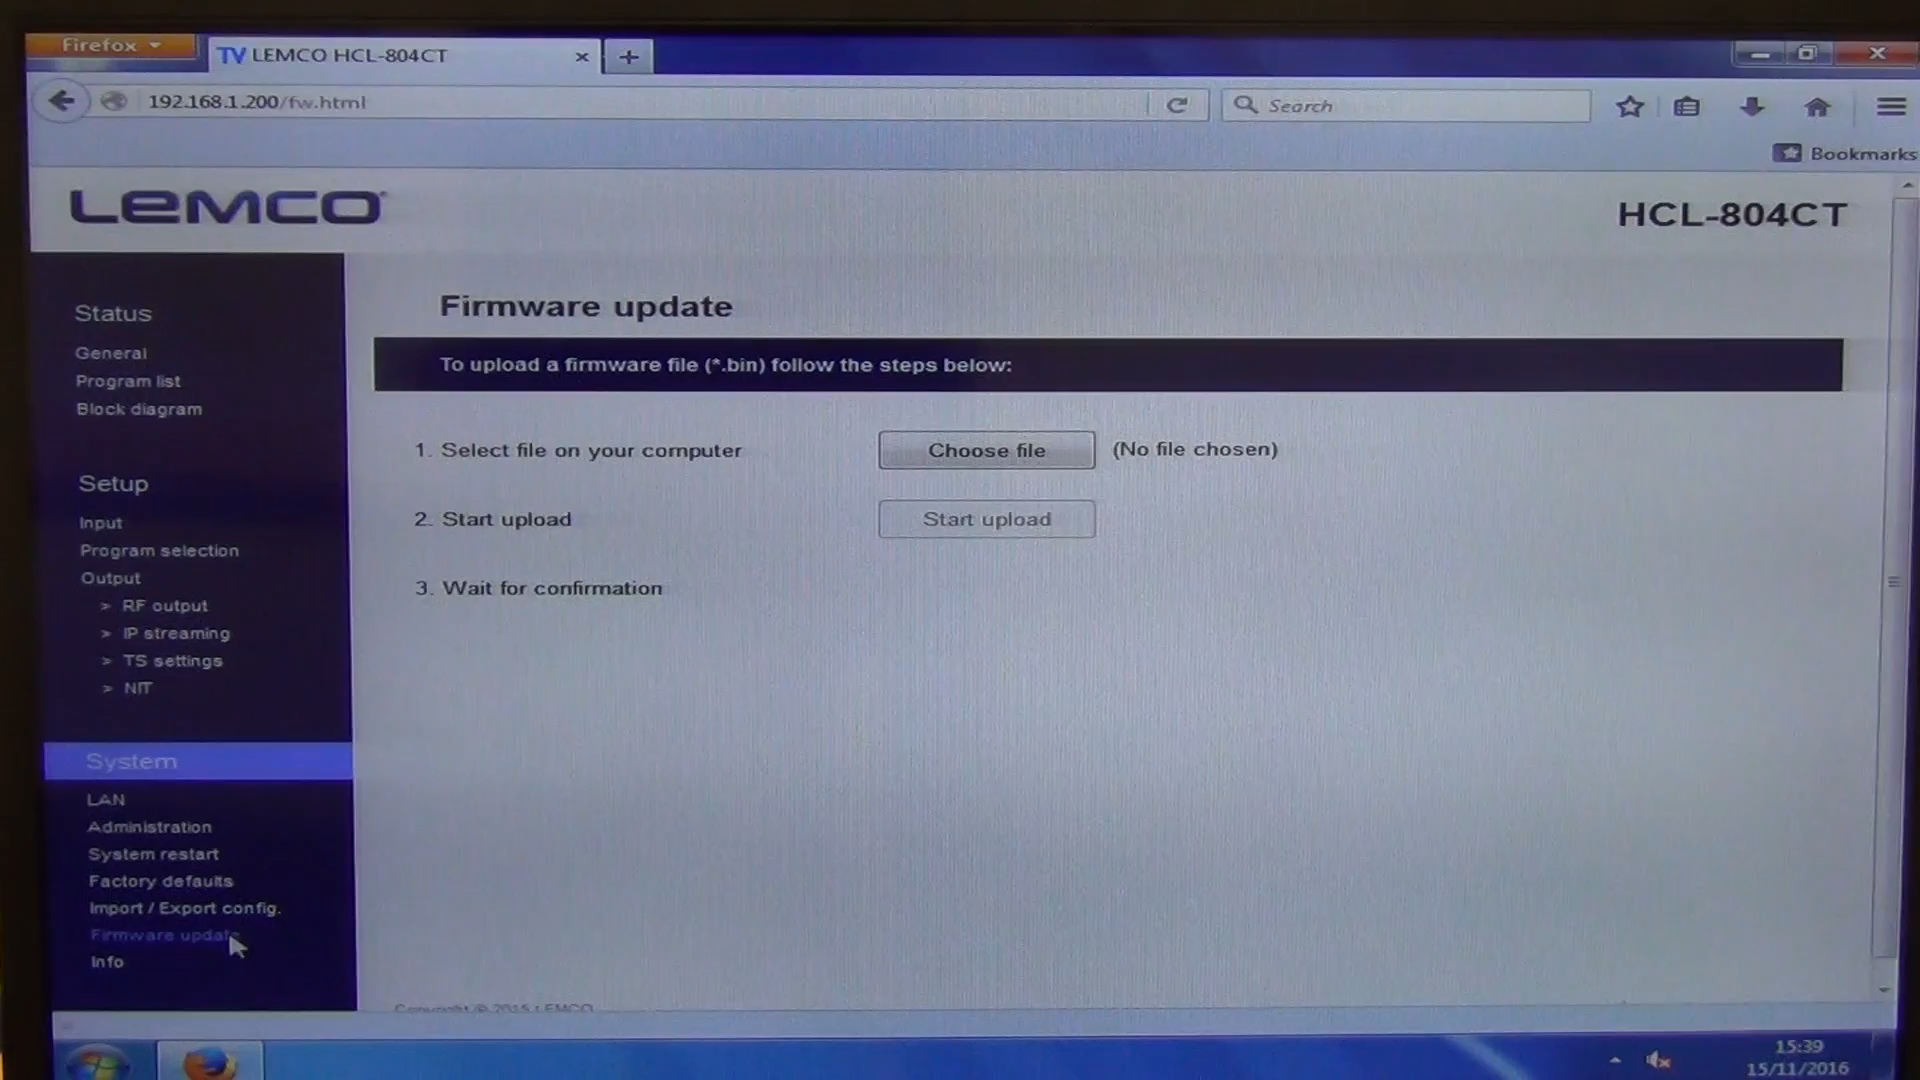 Firefox
TV LEMCO HCL-804CT
192.168.1.200/fw.html
Search
Bookmarks
LEMCO
HCL-804CT
Status
General
Program list
Block diagram
Setup
Input
Program selection
Output
> RF output
> IP streaming
> TS settings
> NIT
System
LAN
Administration
System restart
Factory defaults
Import / Export config.
Firmware update
Info
Firmware update
To upload a firmware file (*.bin) follow the steps below:
1. Select file on your computer
Choose file
(No file chosen)
2. Start upload
Start upload
3. Wait for confirmation
Copyright © 2015 LEMCO
15:39
15/11/2016